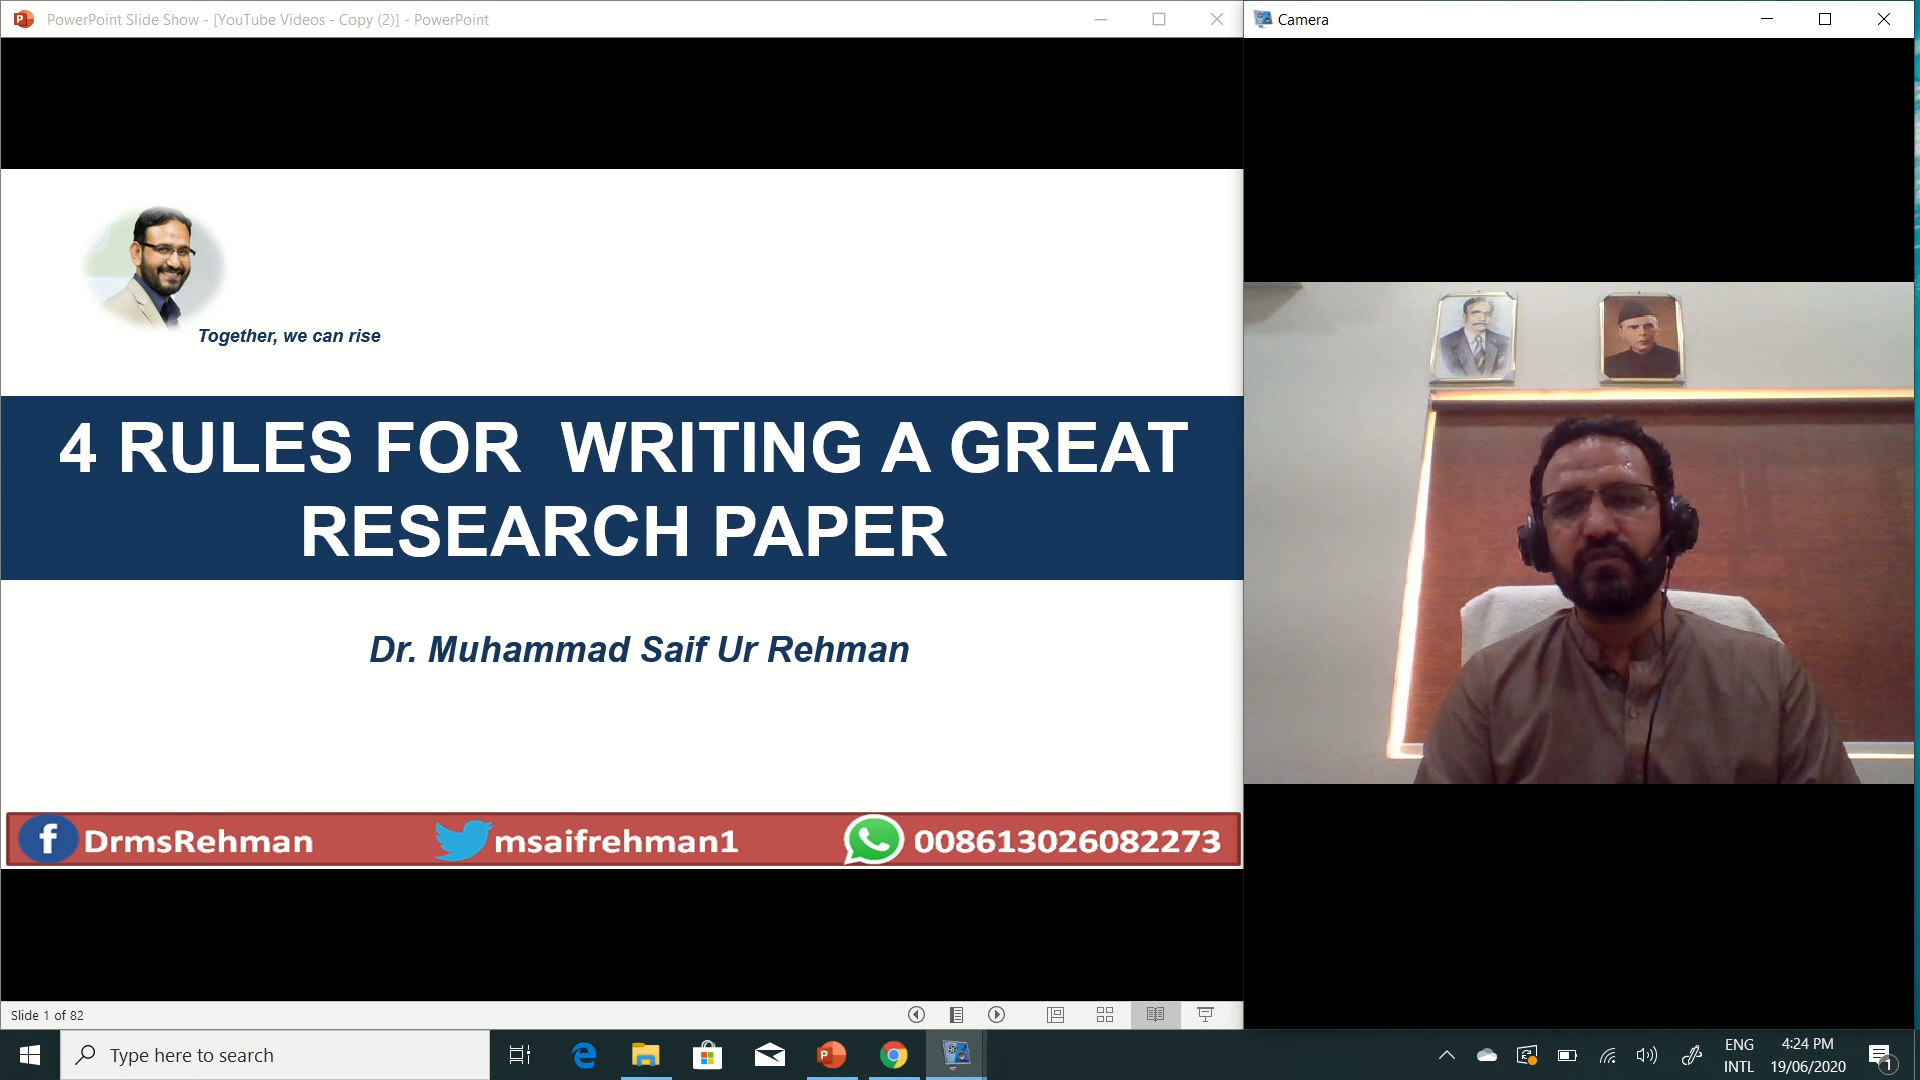 PowerPoint Slide Show - [YouTube Videos - Copy (2)] - PowerPoint
Camera
Together, we can rise
4 RULES FOR  WRITING A GREAT
RESEARCH PAPER
Dr. Muhammad Saif Ur Rehman
DrmsRehman
msaifrehman1
008613026082273
Slide 1 of 82
Type here to search
ENG
INTL
4:24 PM
19/06/2020
1